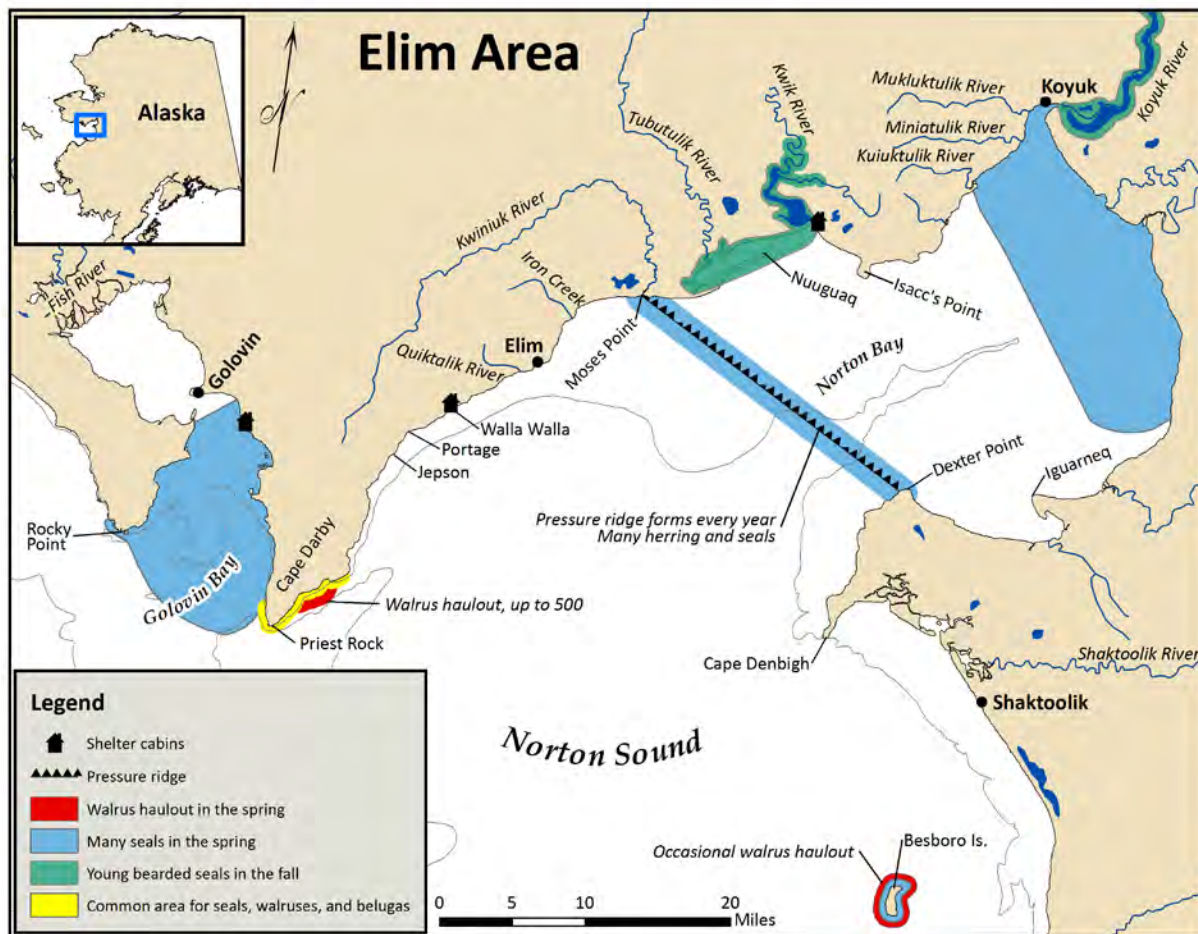 Elim Area
Alaska
N
Mukluktulik River
Koyuk
Koyuk River
Kwik River
Miniatulik River
Tubutulik River
Kuiuktulik River
Kwiniuk River
Fish River
Iron Creek
Nuuguaq
Isacc's Point
Golovin
Quiktalik River
Elim
Moses Point
Norton Bay
Walla Walla
Portage
Jepson
Dexter Point
Iguarneq
Rocky
Point
Pressure ridge forms every year
Many herring and seals
Cape Darby
Golovin Bay
Walrus haulout, up to 500
Priest Rock
Cape Denbigh
Shaktoolik River
Shaktoolik
Norton Sound
Legend
Shelter cabins
Pressure ridge
Walrus haulout in the spring
Many seals in the spring
Young bearded seals in the fall
Common area for seals, walruses, and belugas
Occasional walrus haulout
Besboro Is.
0 5 10 20
Miles